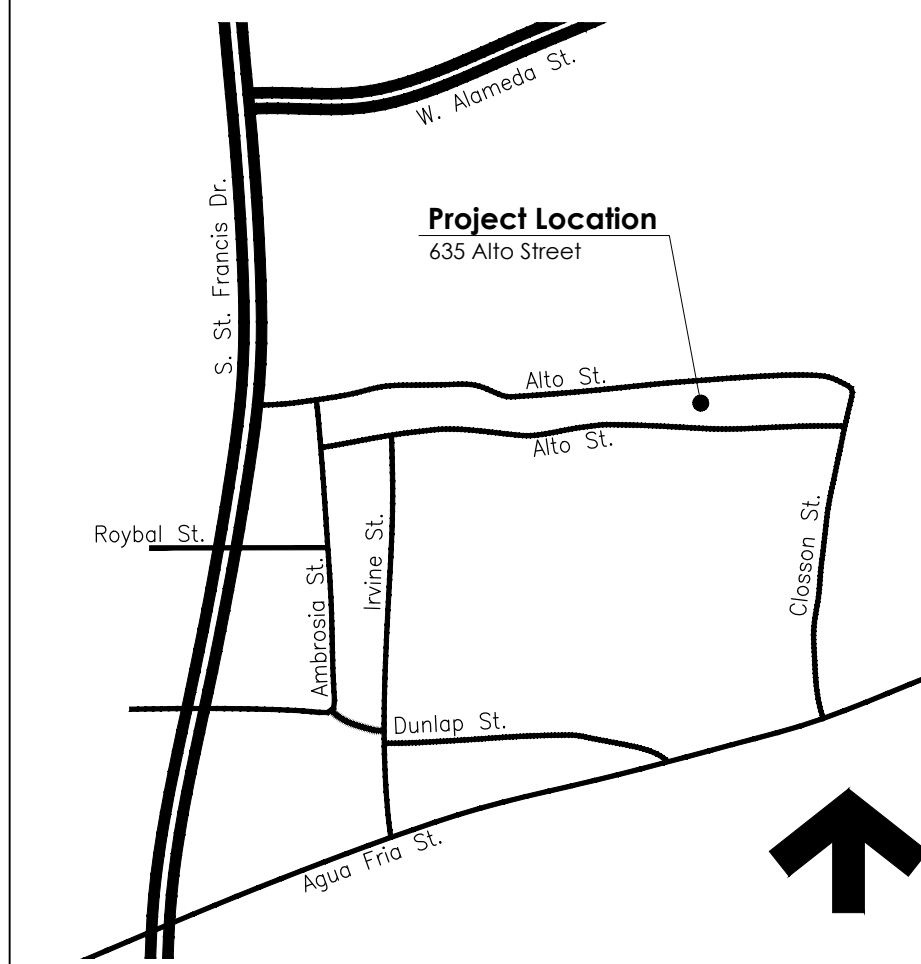 W. Alameda St.
S. St. Francis Dr.
Project Location
635 Alto Street
Alto St.
Alto St.
Roybal St.
Irvine St.
Closson St.
Ambrosia St.
Dunlap St.
Agua Fria St.